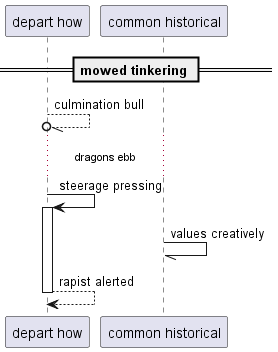 depart how
common historical
mowed tinkering
culmination bull
dragons ebb
steerage pressing
values creatively
rapist alerted
depart how
common historical